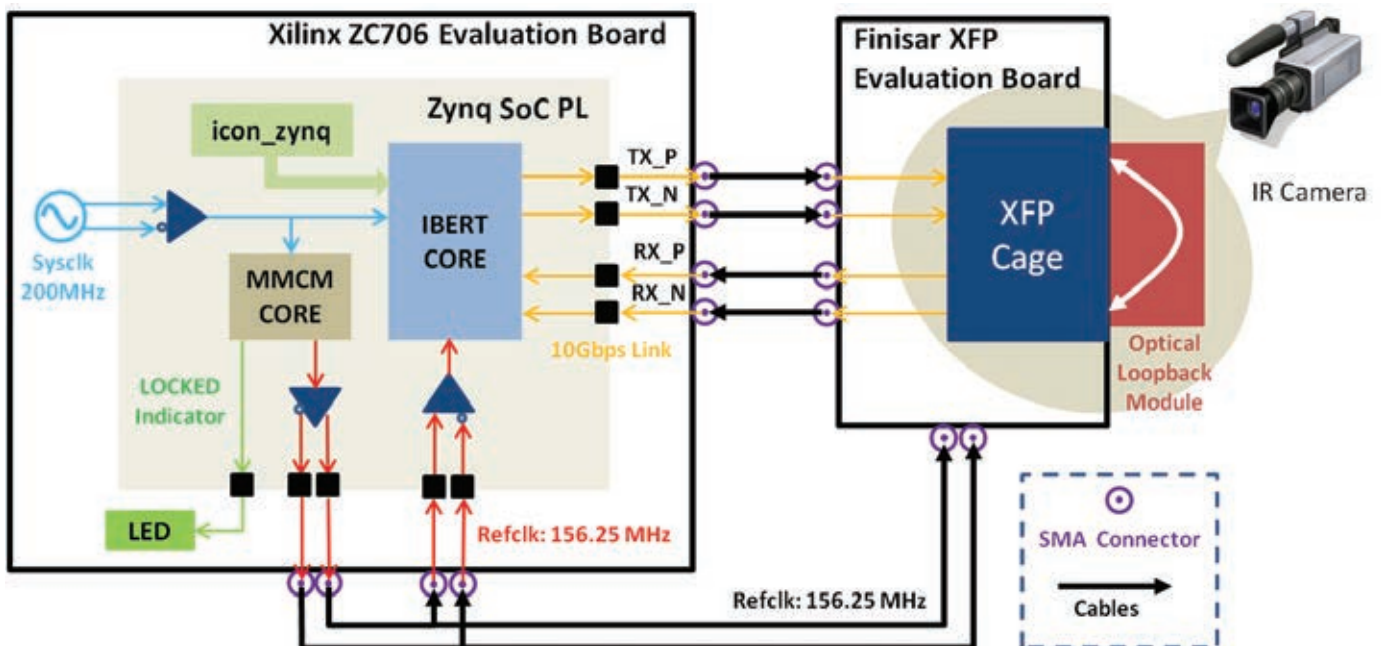 Xilinx ZC706 Evaluation Board
Finisar XFP
Evaluation Board
Zynq SoC PL
icon_zynq
TX_P
TX_N
RX_P
RX_N
IBERT
CORE
XFP
Cage
IR Camera
Sysclk
200MHz
MMCM
CORE
10Gbps Link
Optical
Loopback
Module
LOCKED
Indicator
LED
Refclk: 156.25 MHz
Refclk: 156.25 MHz
SMA Connector
Cables